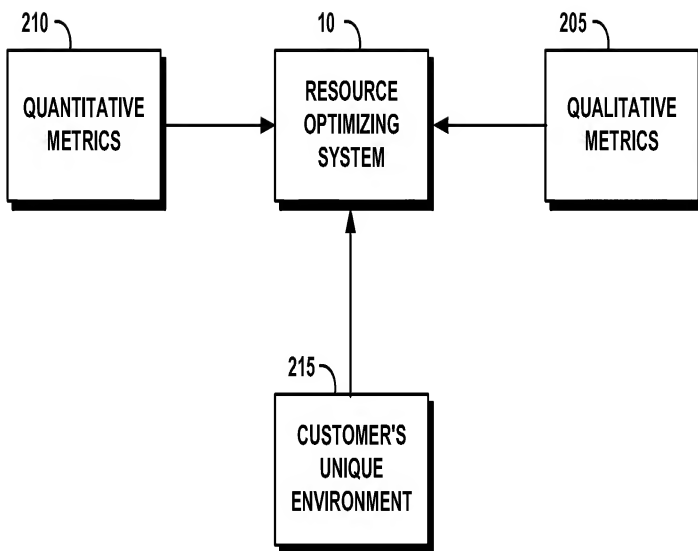 210
QUANTITATIVE
METRICS
10
RESOURCE
OPTIMIZING
SYSTEM
205
QUALITATIVE
METRICS
215
CUSTOMER'S
UNIQUE
ENVIRONMENT